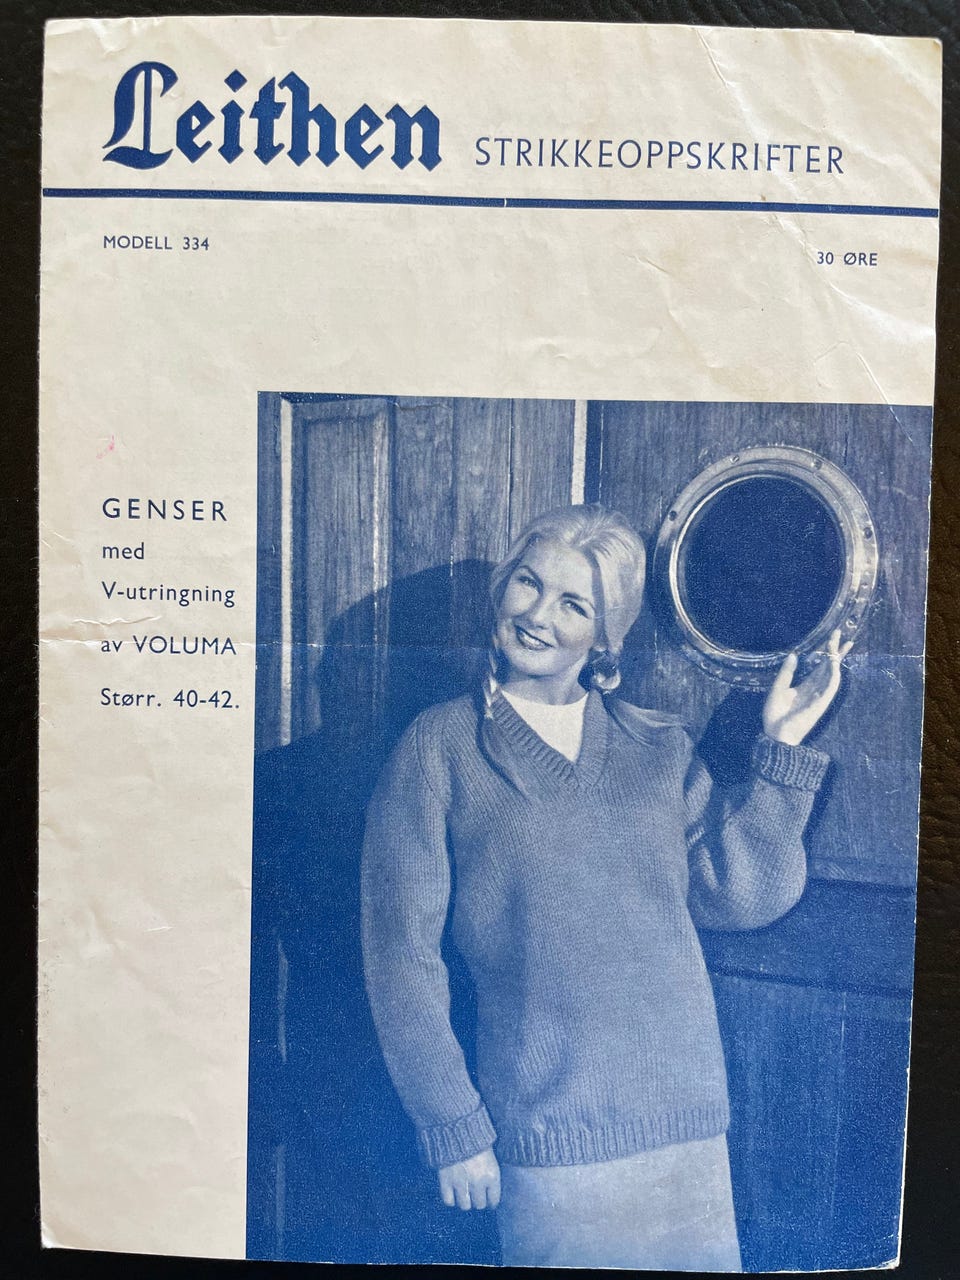 Leithen STRIKKEOPPSKRIFTER
MODELL 334
30 ØRE
GENSER
med
V-utringning
av VOLUMA
Størr. 40-42.